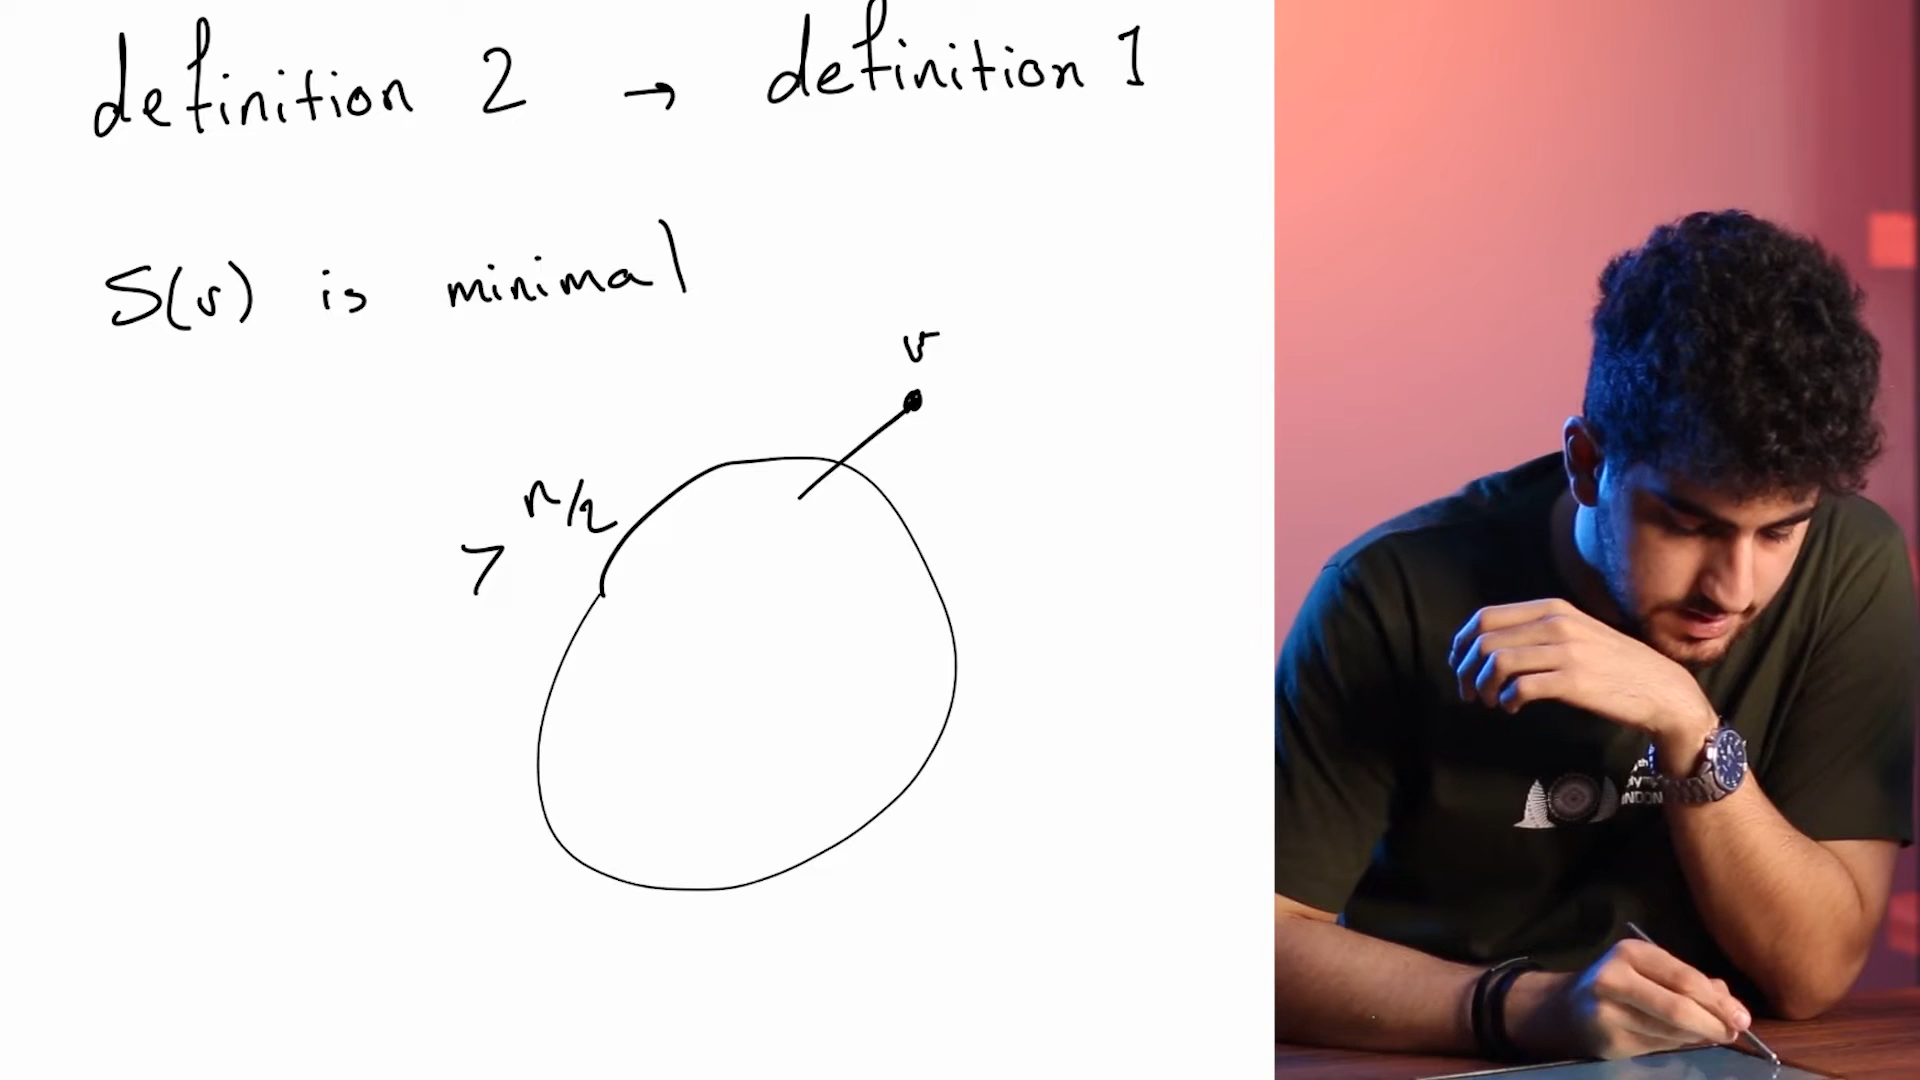 definition 2 → definition 1
S(v) is minimal
v
> n/2